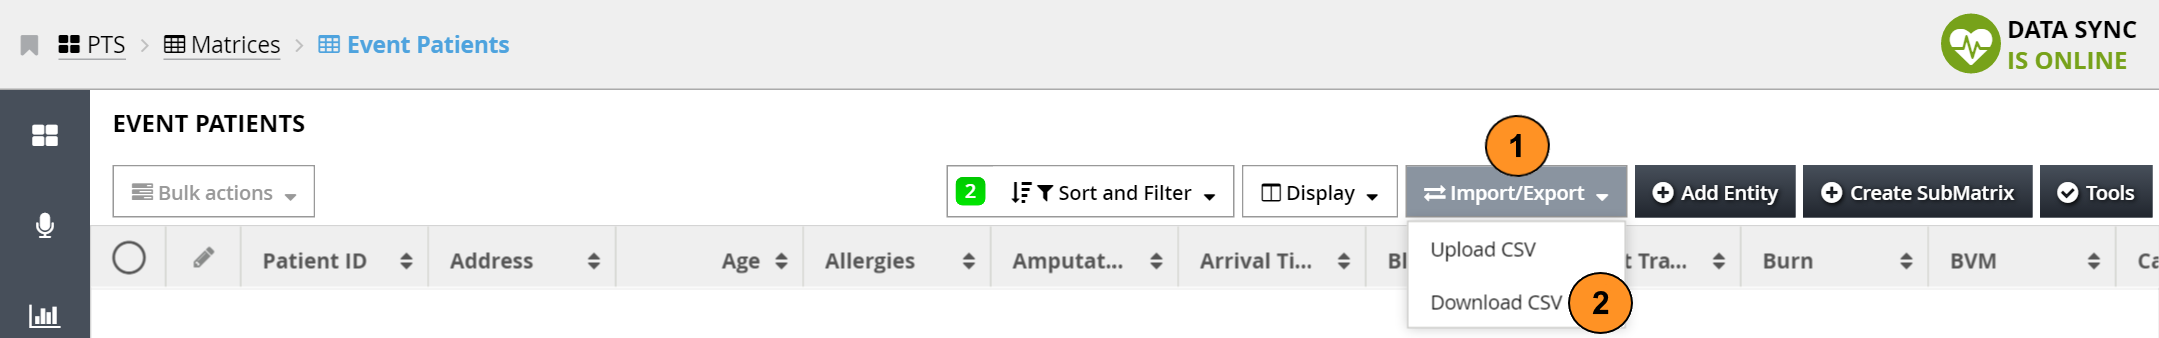 PTS > Matrices > Event Patients
DATA SYNC
IS ONLINE
EVENT PATIENTS
1
Bulk actions
2 Sort and Filter Display Import/Export Add Entity Create SubMatrix Tools
Patient ID Address Age Allergies Amputat... Arrival Ti... Bl t Tra... Burn BVM Ca
Upload CSV
Download CSV 2